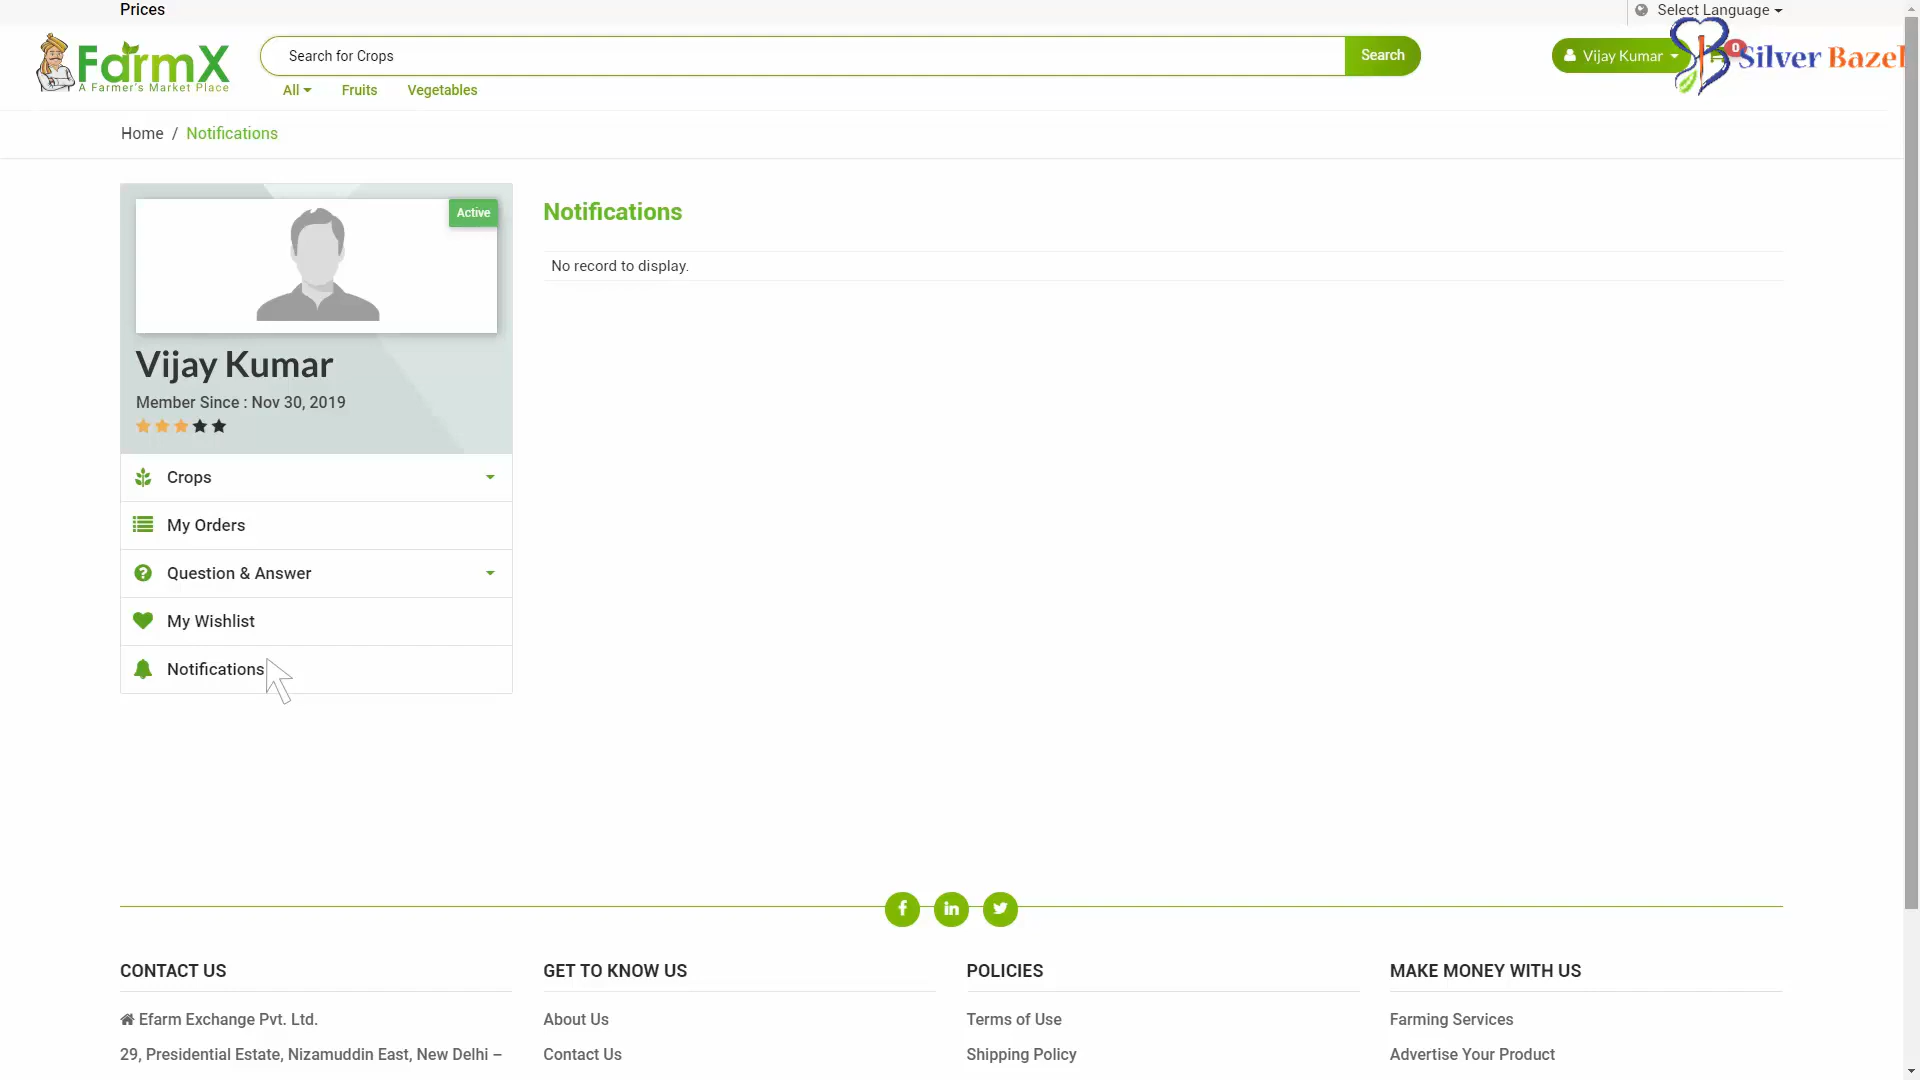 Prices
Select Language
FarmX
A Farmer's Market Place
Search for Crops
Search
Vijay Kumar
0
Silver Bazel
All
Fruits
Vegetables
Home / Notifications
Active
Vijay Kumar
Member Since : Nov 30, 2019
Crops
My Orders
Question & Answer
My Wishlist
Notifications
Notifications
No record to display.
CONTACT US
Efarm Exchange Pvt. Ltd.
29, Presidential Estate, Nizamuddin East, New Delhi –
GET TO KNOW US
About Us
Contact Us
POLICIES
Terms of Use
Shipping Policy
MAKE MONEY WITH US
Farming Services
Advertise Your Product